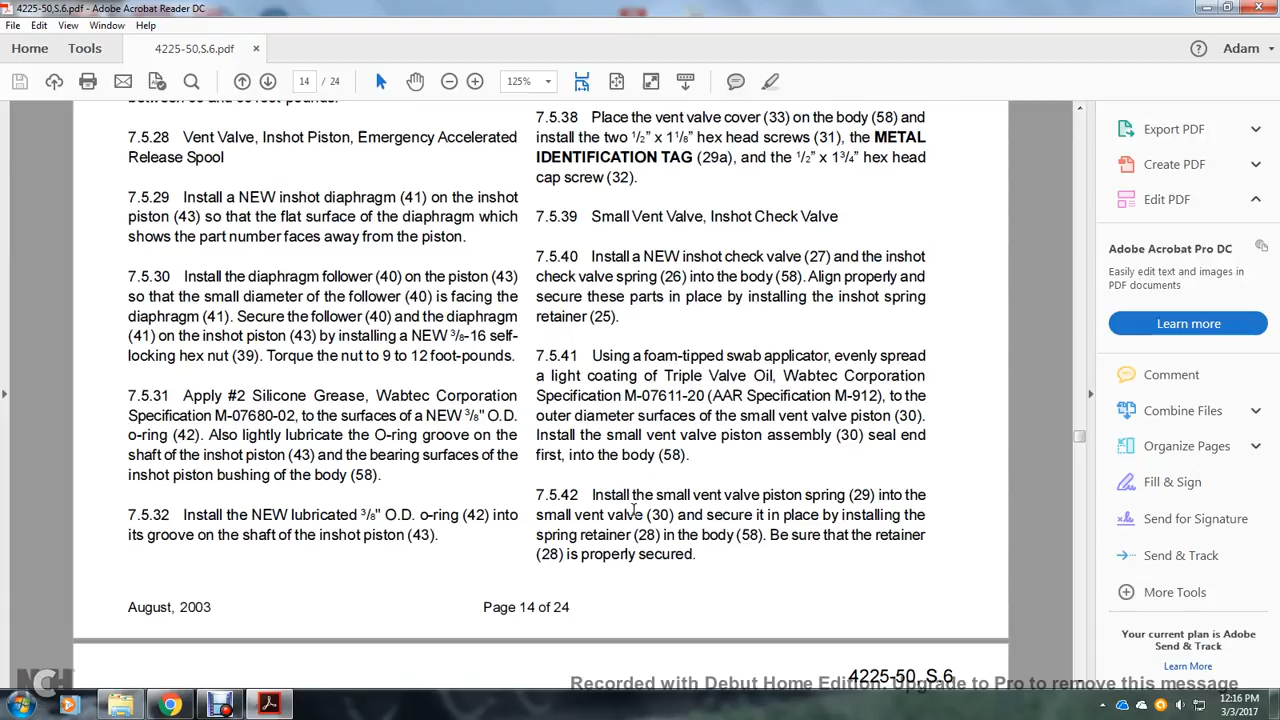 4225-50,S.6.pdf - Adobe Acrobat Reader DC
File Edit View Window Help
Home Tools 4225-50,S.6.pdf × Adam
14 / 24 125%
7.5.28 Vent Valve, Inshot Piston, Emergency Accelerated
Release Spool
7.5.29 Install a NEW inshot diaphragm (41) on the inshot
piston (43) so that the flat surface of the diaphragm which
shows the part number faces away from the piston.
7.5.30 Install the diaphragm follower (40) on the piston (43)
so that the small diameter of the follower (40) is facing the
diaphragm (41). Secure the follower (40) and the diaphragm
(41) on the inshot piston (43) by installing a NEW 3/8-16 self-
locking hex nut (39). Torque the nut to 9 to 12 foot-pounds.
7.5.31 Apply #2 Silicone Grease, Wabtec Corporation
Specification M-07680-02, to the surfaces of a NEW 3/8" O.D.
o-ring (42). Also lightly lubricate the O-ring groove on the
shaft of the inshot piston (43) and the bearing surfaces of the
inshot piston bushing of the body (58).
7.5.32 Install the NEW lubricated 3/8" O.D. o-ring (42) into
its groove on the shaft of the inshot piston (43).
7.5.38 Place the vent valve cover (33) on the body (58) and
install the two 1/2" x 1 1/8" hex head screws (31), the METAL
IDENTIFICATION TAG (29a), and the 1/2" x 1 3/4" hex head
cap screw (32).
7.5.39 Small Vent Valve, Inshot Check Valve
7.5.40 Install a NEW inshot check valve (27) and the inshot
check valve spring (26) into the body (58). Align properly and
secure these parts in place by installing the inshot spring
retainer (25).
7.5.41 Using a foam-tipped swab applicator, evenly spread
a light coating of Triple Valve Oil, Wabtec Corporation
Specification M-07611-20 (AAR Specification M-912), to the
outer diameter surfaces of the small vent valve piston (30).
Install the small vent valve piston assembly (30) seal end
first, into the body (58).
7.5.42 Install the small vent valve piston spring (29) into the
small vent valve (30) and secure it in place by installing the
spring retainer (28) in the body (58). Be sure that the retainer
(28) is properly secured.
August, 2003 Page 14 of 24
4225-50, S.6
Export PDF
Create PDF
Edit PDF
Adobe Acrobat Pro DC
Easily edit text and images in
PDF documents
Learn more
Comment
Combine Files
Organize Pages
Fill & Sign
Send for Signature
Send & Track
More Tools
Your current plan is Adobe
Send & Track
Learn More
NCH
Recorded with Debut Home Edition. Upgrade to Pro to remove this message
12:16 PM
3/3/2017